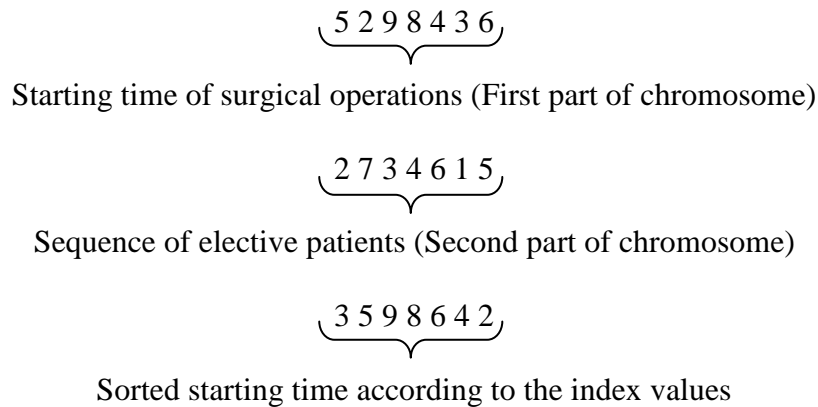 5 2 9 8 4 3 6
Starting time of surgical operations (First part of chromosome)
2 7 3 4 6 1 5
Sequence of elective patients (Second part of chromosome)
3 5 9 8 6 4 2
Sorted starting time according to the index values